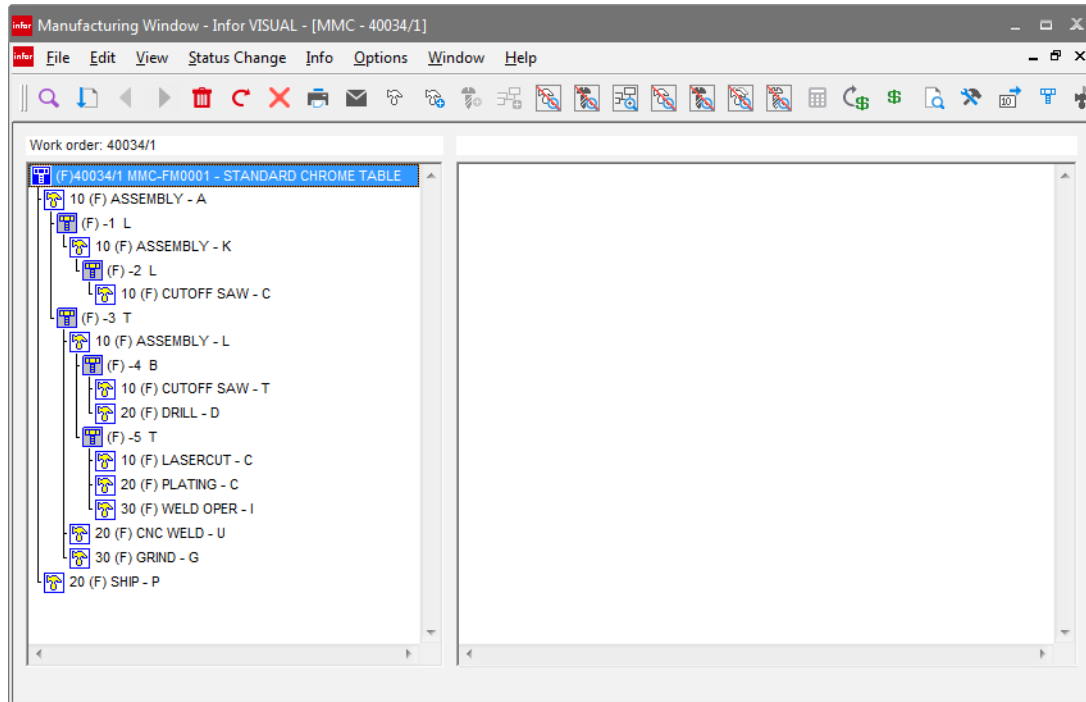 infor Manufacturing Window - Infor VISUAL - [MMC - 40034/1]
infor File Edit View Status Change Info Options Window Help
10
Work order: 40034/1
(F)40034/1 MMC-FM0001 - STANDARD CHROME TABLE
10 (F) ASSEMBLY - A
(F) -1 L
10 (F) ASSEMBLY - K
(F) -2 L
10 (F) CUTOFF SAW - C
(F) -3 T
10 (F) ASSEMBLY - L
(F) -4 B
10 (F) CUTOFF SAW - T
20 (F) DRILL - D
(F) -5 T
10 (F) LASERCUT - C
20 (F) PLATING - C
30 (F) WELD OPER - I
20 (F) CNC WELD - U
30 (F) GRIND - G
20 (F) SHIP - P